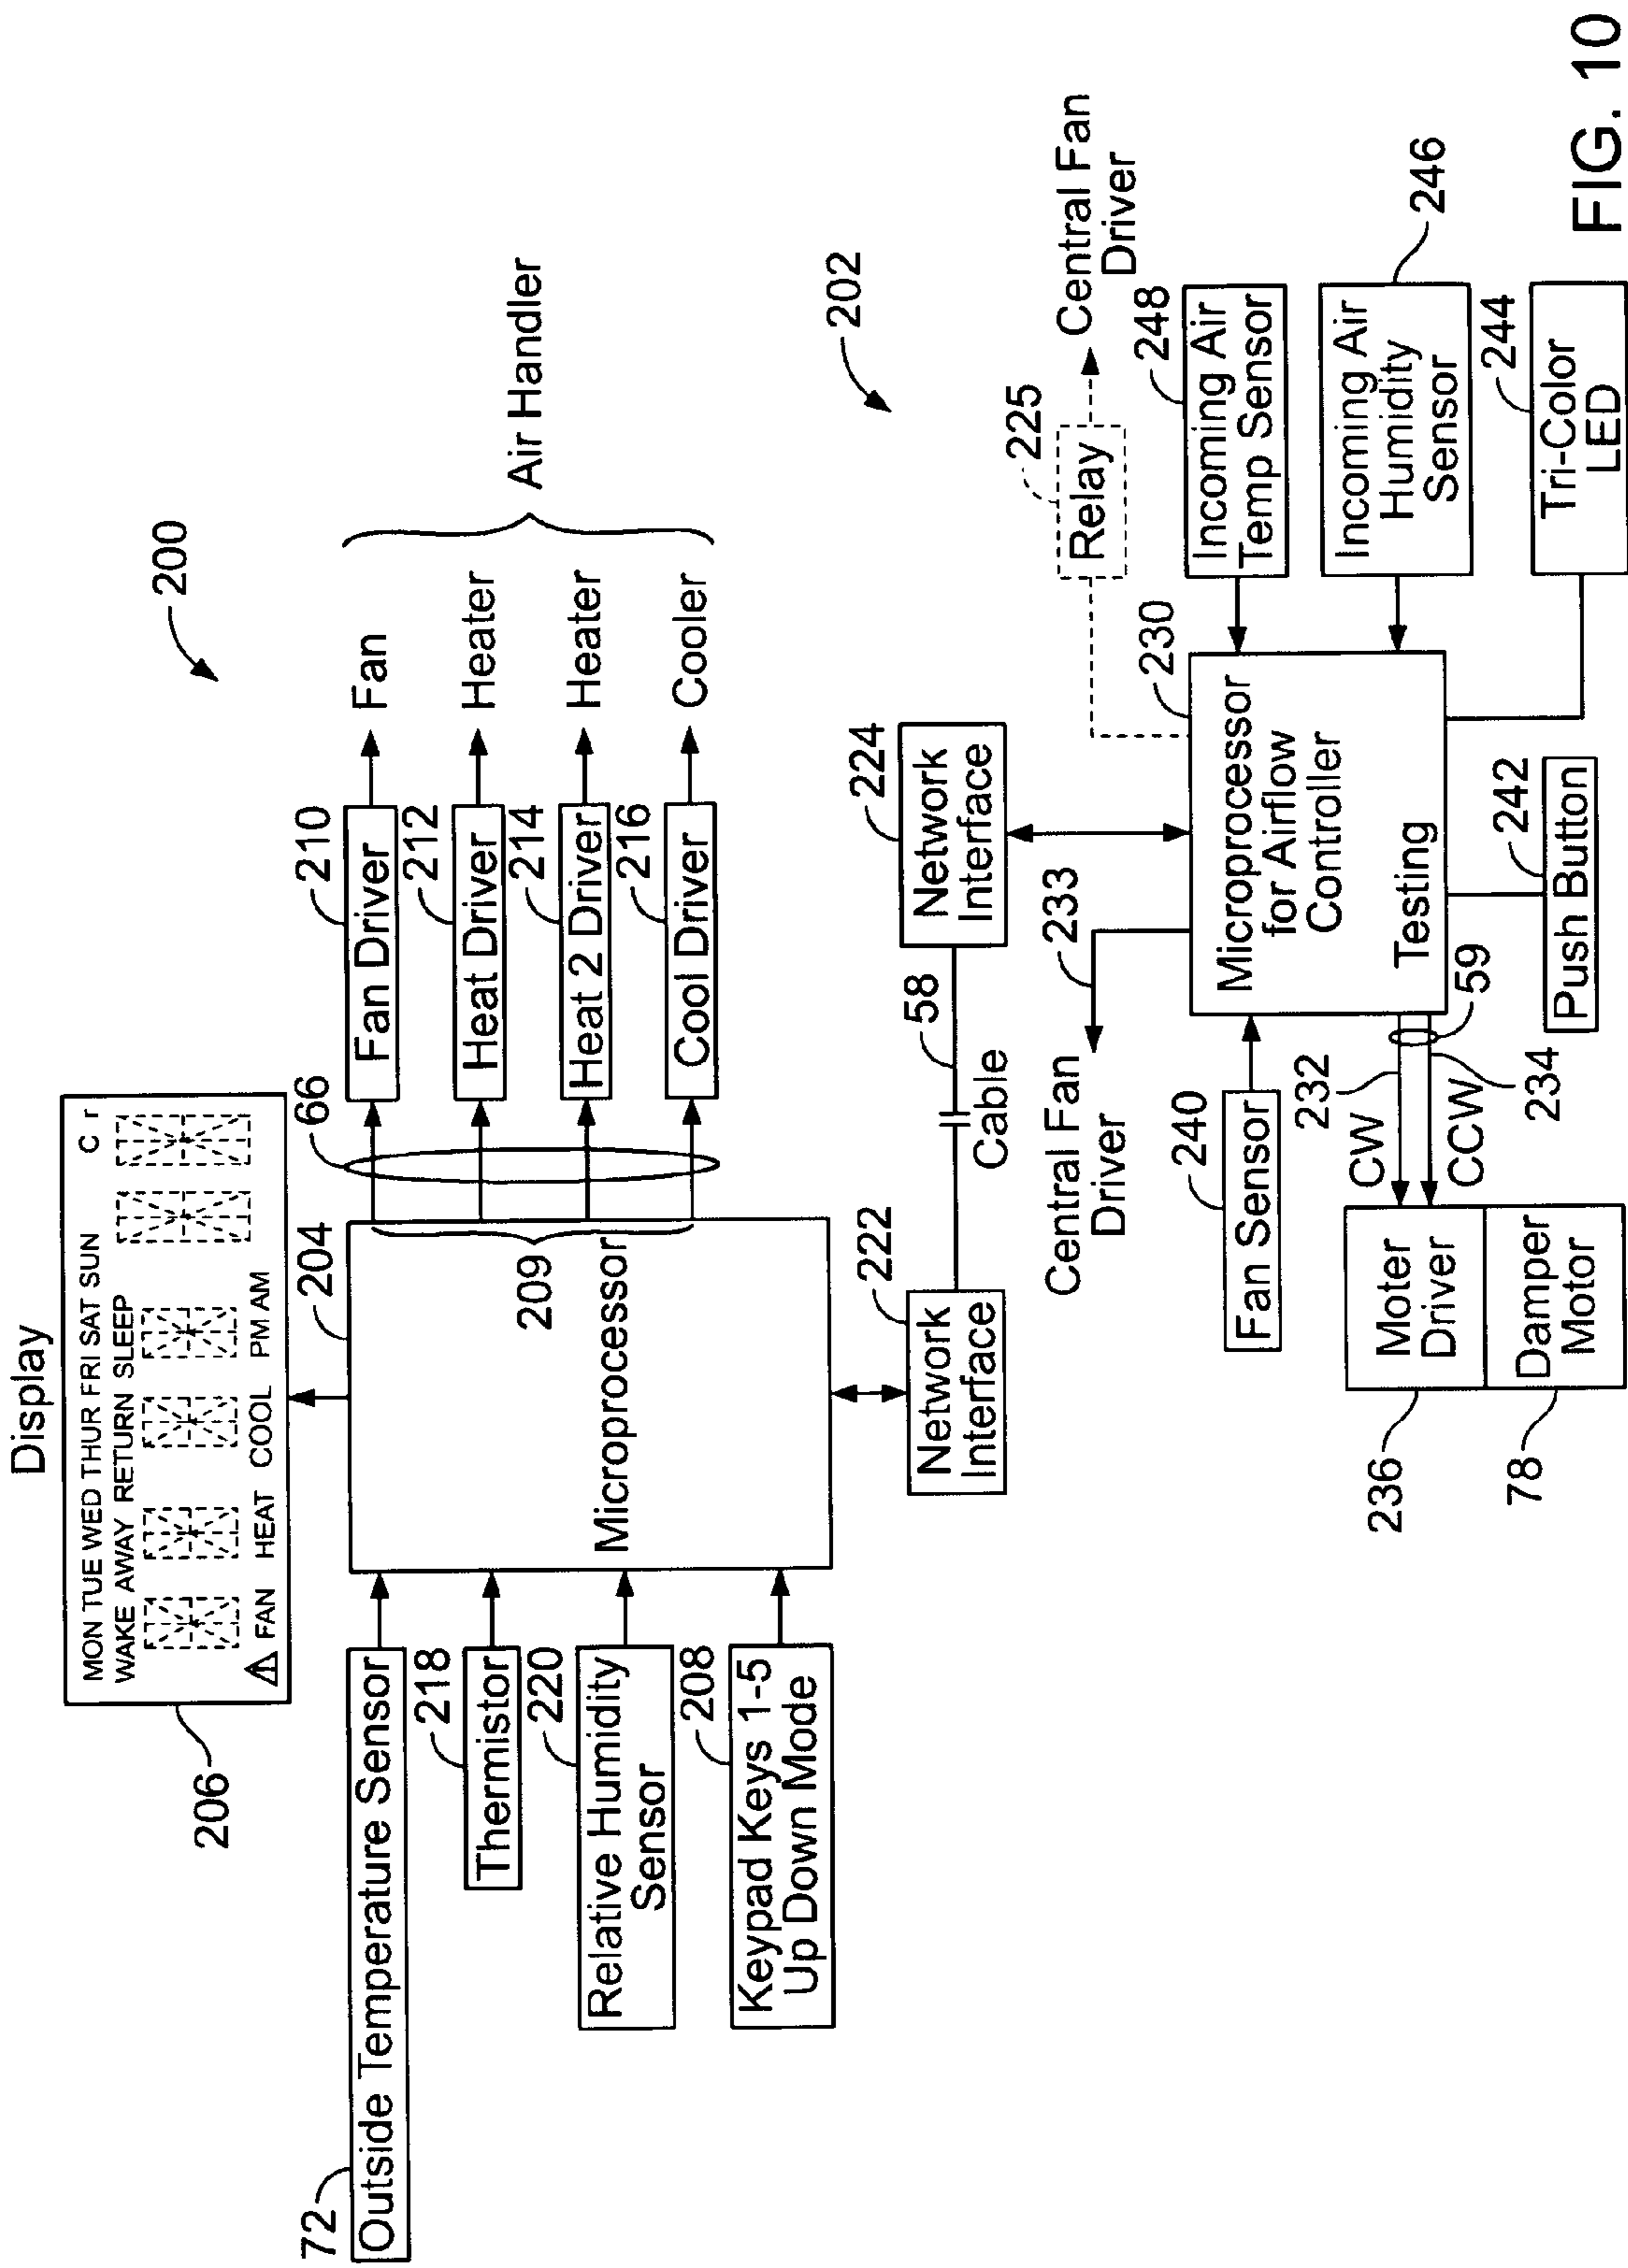 Display
MON TUE WED THUR FRI SAT SUN
WAKE AWAY RETURN SLEEP
C r
FAN HEAT COOL PM AM
206
204
200
72
Outside Temperature Sensor
218
Thermistor
220
Relative Humidity
Sensor
208
Keypad Keys 1-5
Up Down Mode
Microprocessor
209
66
210
Fan Driver
Fan
212
Heat Driver
Heater
214
Heat 2 Driver
Heater
216
Cool Driver
Cooler
Air Handler
222
Network
Interface
58
Cable
224
Network
Interface
202
Central Fan
Driver
233
225
Relay
Central Fan
Driver
240
Fan Sensor
230
Microprocessor
for Airflow
Controller
Testing
248
Incoming Air
Temp Sensor
246
Incoming Air
Humidity
Sensor
232
CW
CCW
234
59
236
Moter
Driver
78
Damper
Motor
242
Push Button
244
Tri-Color
LED
FIG. 10